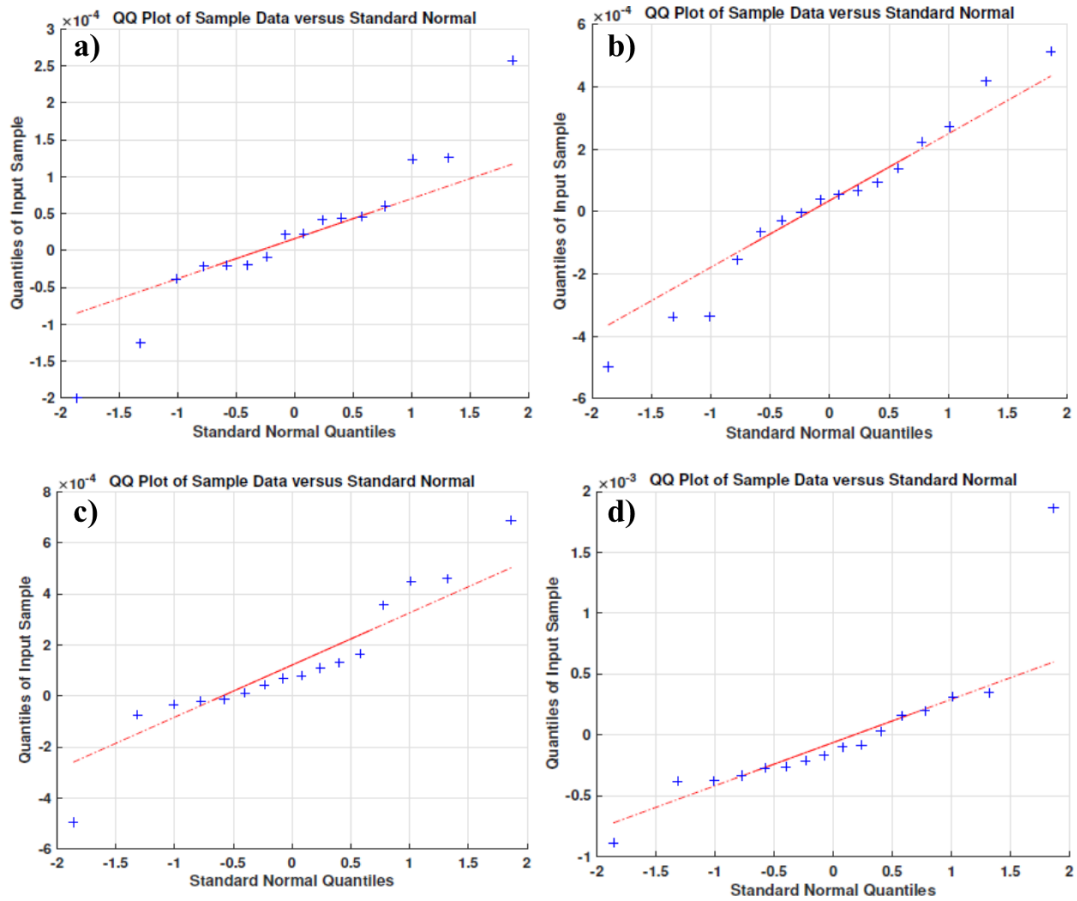 ×10⁻⁴ QQ Plot of Sample Data versus Standard Normal
a)
3
2.5
2
1.5
1
0.5
0
-0.5
-1
-1.5
-2
Quantiles of Input Sample
-2 -1.5 -1 -0.5 0 0.5 1 1.5 2
Standard Normal Quantiles
×10⁻⁴ QQ Plot of Sample Data versus Standard Normal
b)
6
4
2
0
-2
-4
-6
Quantiles of Input Sample
-2 -1.5 -1 -0.5 0 0.5 1 1.5 2
Standard Normal Quantiles
×10⁻⁴ QQ Plot of Sample Data versus Standard Normal
c)
8
6
4
2
0
-2
-4
-6
Quantiles of Input Sample
-2 -1.5 -1 -0.5 0 0.5 1 1.5 2
Standard Normal Quantiles
×10⁻³ QQ Plot of Sample Data versus Standard Normal
d)
2
1.5
1
0.5
0
-0.5
-1
Quantiles of Input Sample
-2 -1.5 -1 -0.5 0 0.5 1 1.5 2
Standard Normal Quantiles